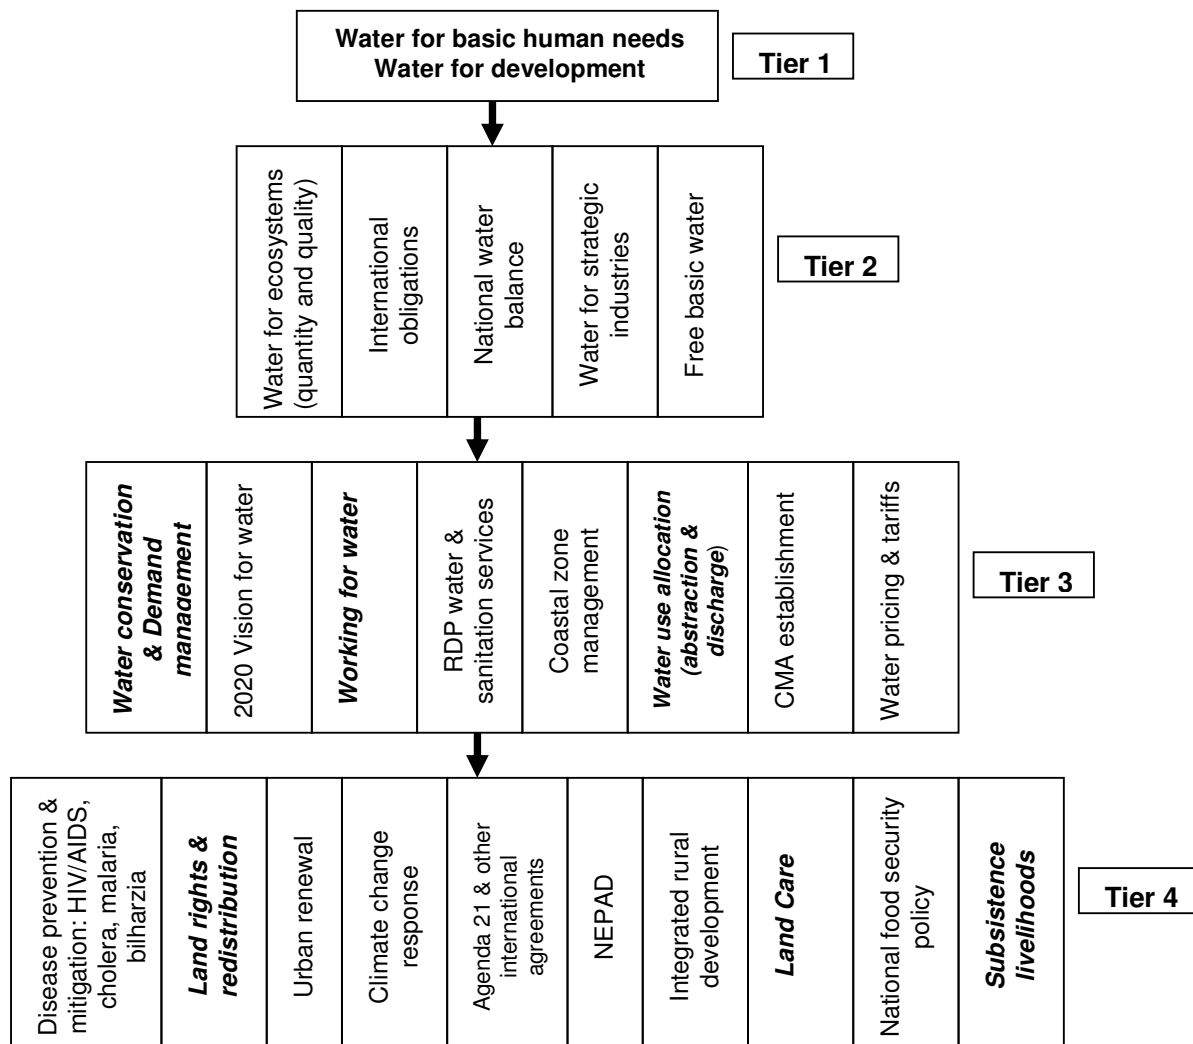 Water for basic human needs
Water for development
Tier 1
Water for ecosystems
(quantity and quality)
International
obligations
National water
balance
Water for strategic
industries
Free basic water
Tier 2
Water conservation
& Demand
management
2020 Vision for water
Working for water
RDP water &
sanitation services
Coastal zone
management
Water use allocation
(abstraction &
discharge)
CMA establishment
Water pricing & tariffs
Tier 3
Disease prevention &
mitigation: HIV/AIDS,
cholera, malaria,
bilharzia
Land rights &
redistribution
Urban renewal
Climate change
response
Agenda 21 & other
international
agreements
NEPAD
Integrated rural
development
Land Care
National food security
policy
Subsistence
livelihoods
Tier 4